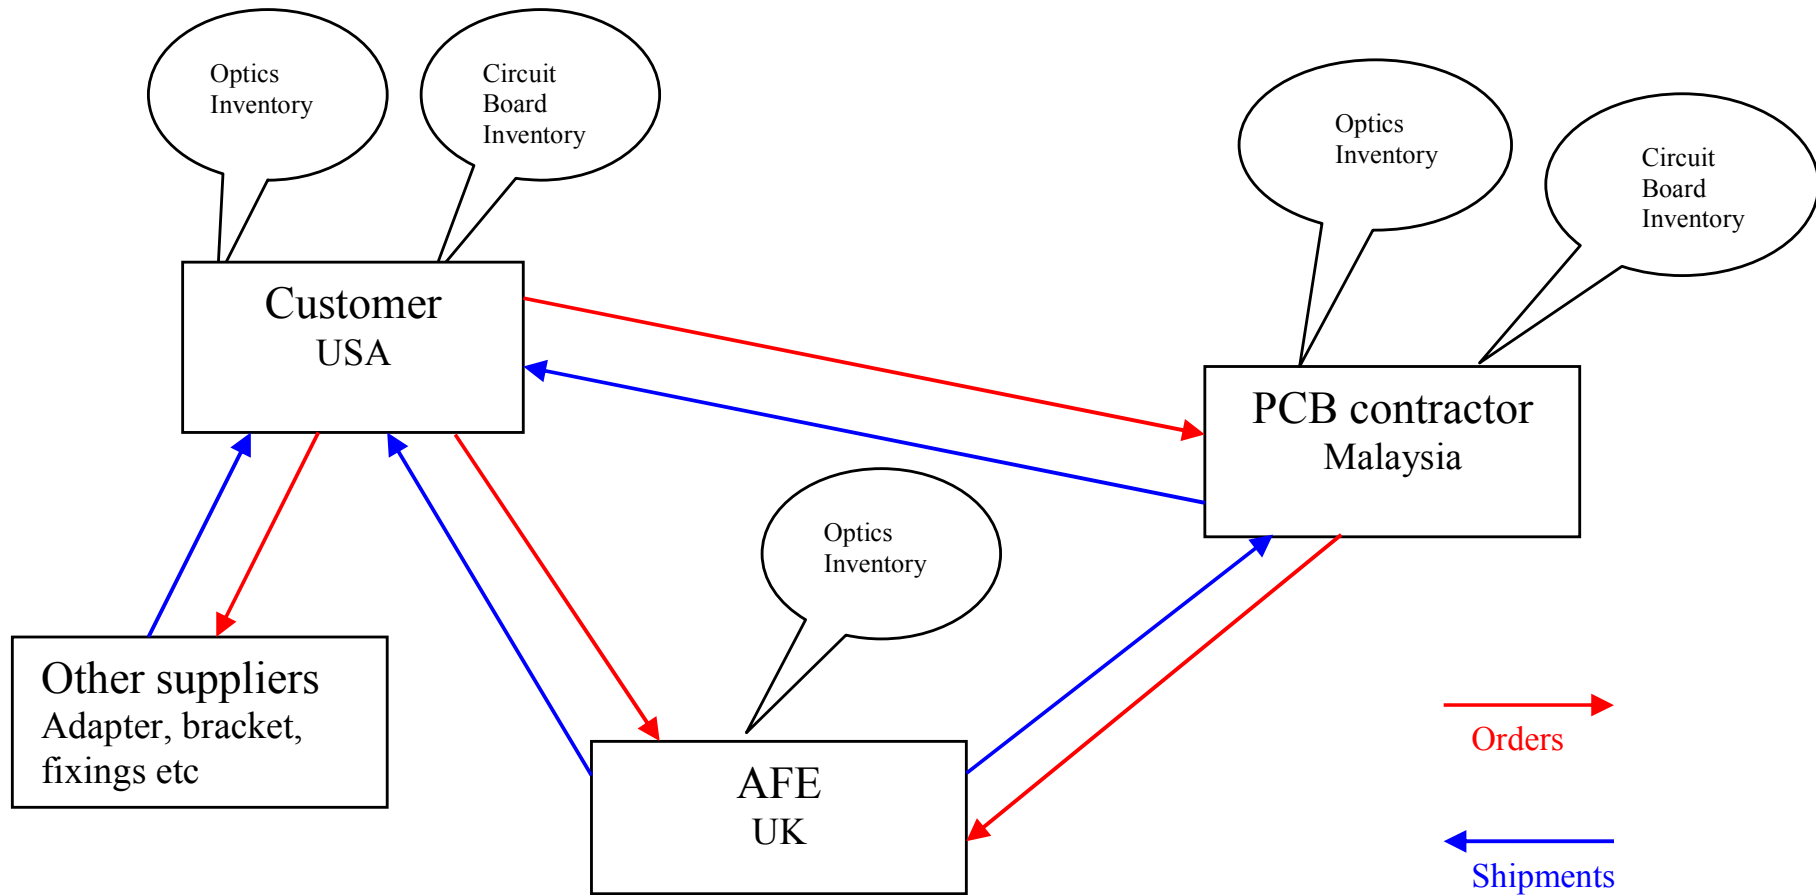 Optics
Inventory
Circuit
Board
Inventory
Optics
Inventory
Circuit
Board
Inventory
Customer
USA
PCB contractor
Malaysia
Optics
Inventory
Other suppliers
Adapter, bracket,
fixings etc
AFE
UK
Orders
Shipments